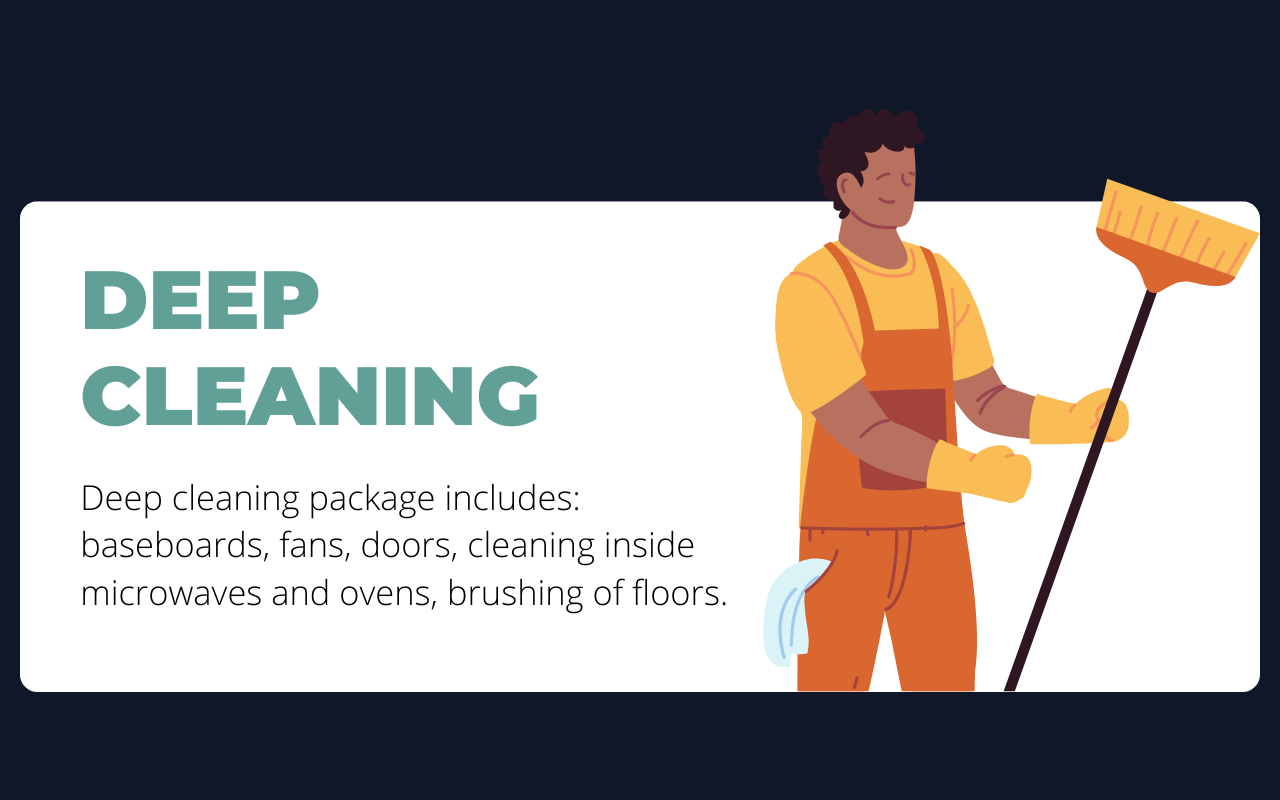 DEEP
CLEANING
Deep cleaning package includes:
baseboards, fans, doors, cleaning inside
microwaves and ovens, brushing of floors.